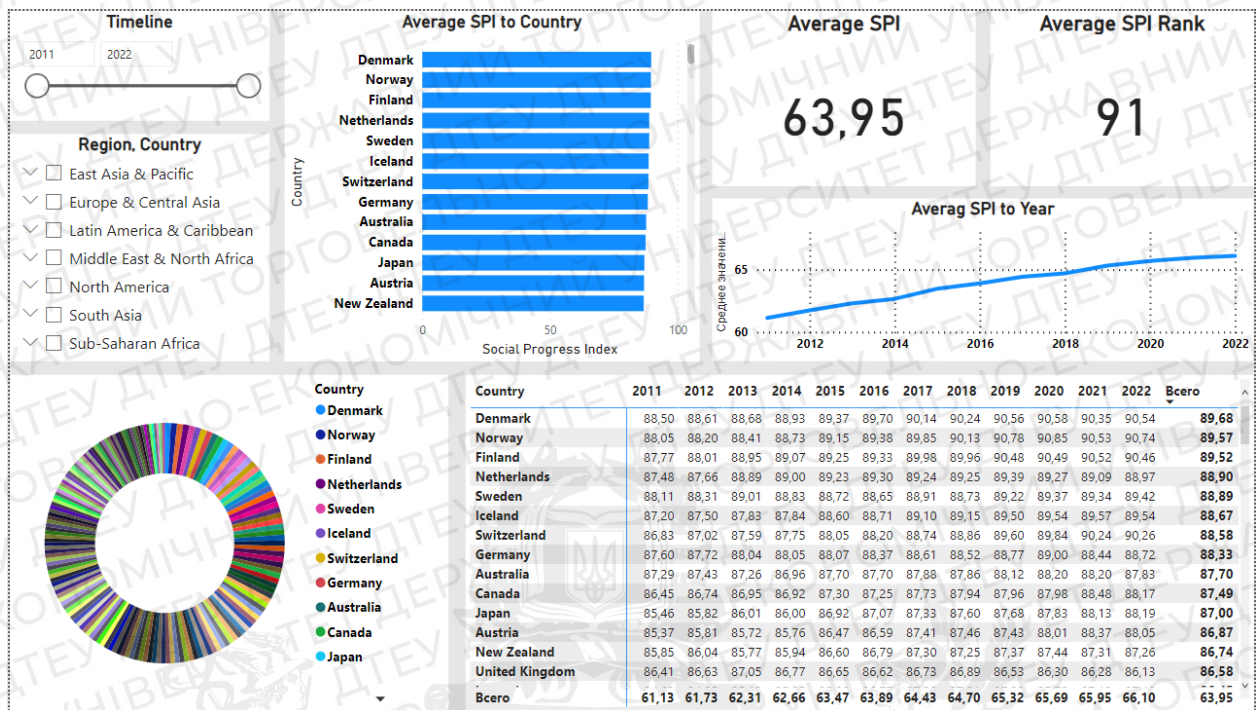 Timeline
2011 2022
Region, Country
East Asia & Pacific
Europe & Central Asia
Latin America & Caribbean
Middle East & North Africa
North America
South Asia
Sub-Saharan Africa
Average SPI to Country
Country
Denmark
Norway
Finland
Netherlands
Sweden
Iceland
Switzerland
Germany
Australia
Canada
Japan
Austria
New Zealand
0 50 100
Social Progress Index
Average SPI
63,95
Average SPI Rank
91
Averag SPI to Year
Среднее значени...
65
60
2012 2014 2016 2018 2020 2022
Country
Denmark
Norway
Finland
Netherlands
Sweden
Iceland
Switzerland
Germany
Australia
Canada
Japan
Country 2011 2012 2013 2014 2015 2016 2017 2018 2019 2020 2021 2022 Всего
Denmark 88,50 88,61 88,68 88,93 89,37 89,70 90,14 90,24 90,56 90,58 90,35 90,54 89,68
Norway 88,05 88,20 88,41 88,73 89,15 89,38 89,85 90,13 90,78 90,85 90,53 90,74 89,57
Finland 87,77 88,01 88,95 89,07 89,25 89,33 89,98 89,96 90,48 90,49 90,52 90,46 89,52
Netherlands 87,48 87,66 88,89 89,00 89,23 89,30 89,24 89,25 89,39 89,27 89,09 88,97 88,90
Sweden 88,11 88,31 89,01 89,07 88,72 88,65 88,91 88,73 89,22 89,37 89,34 89,42 88,89
Iceland 87,20 87,50 87,83 87,84 88,60 88,71 89,10 89,15 89,50 89,54 89,57 89,54 88,67
Switzerland 86,83 87,02 87,59 87,75 88,05 88,20 88,74 88,86 89,60 89,84 90,24 90,26 88,58
Germany 87,60 87,72 88,04 88,05 88,07 88,37 88,61 88,52 88,77 89,00 88,44 88,72 88,33
Australia 87,29 87,43 87,26 86,96 87,70 87,70 87,88 87,86 88,12 88,20 88,20 87,83 87,70
Canada 86,45 86,74 86,95 86,92 87,30 87,25 87,73 87,94 87,96 87,98 88,48 88,17 87,49
Japan 85,46 85,82 86,01 86,00 86,92 87,07 87,33 87,60 87,68 87,83 88,13 88,19 87,00
Austria 85,37 85,81 85,72 85,76 86,47 86,59 87,41 87,46 87,43 88,01 88,37 88,05 86,87
New Zealand 85,85 86,04 85,77 85,94 86,60 86,79 87,30 87,25 87,37 87,44 87,31 87,26 86,74
United Kingdom 86,41 86,63 87,05 86,77 86,65 86,62 86,73 86,89 86,53 86,30 86,28 86,13 86,58
Всего 61,13 61,73 62,31 62,66 63,47 63,89 64,43 64,70 65,32 65,69 65,95 66,10 63,95